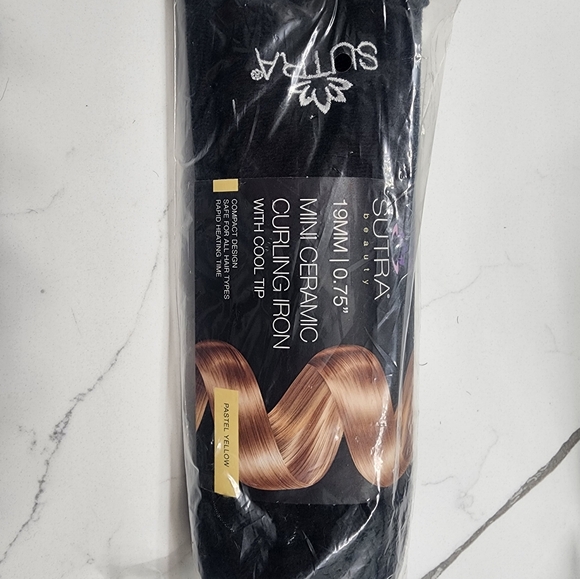 SUTRA®
SUTRA®
beauty
19MM | 0.75"
MINI CERAMIC
CURLING IRON
WITH COOL TIP
COMPACT DESIGN
SAFE FOR ALL HAIR TYPES
RAPID HEATING TIME
PASTEL YELLOW